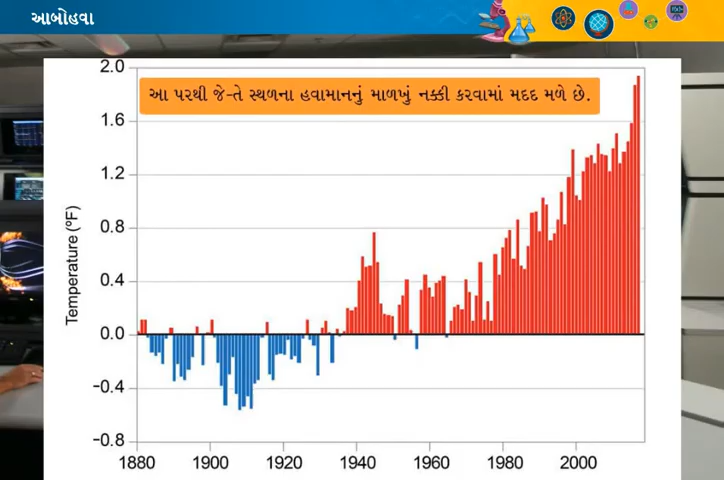 આબોહવા
આ પરથી જે-તે સ્થળના હવામાનનું માળખું નક્કી કરવામાં મદદ મળે છે.
Temperature (°F)
2.0
1.6
1.2
0.8
0.4
0.0
−0.4
−0.8
1880 1900 1920 1940 1960 1980 2000